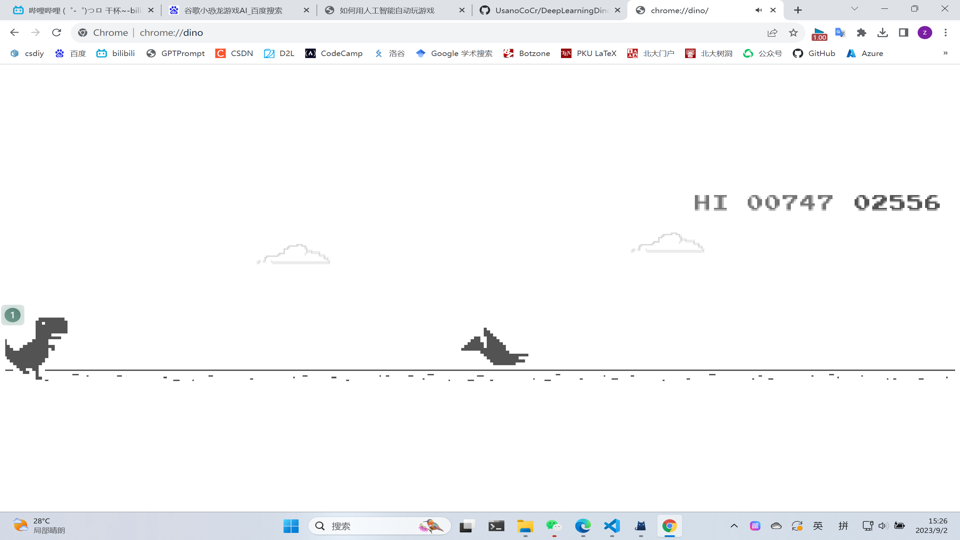 哔哩哔哩 (゜-゜)つロ 干杯~-bili
谷歌小恐龙游戏AI_百度搜索
如何用人工智能自动玩游戏
UsanoCoCr/DeepLearningDin
chrome://dino/
Chrome | chrome://dino
1.00
z
csdiy
百度
bilibili
GPTPrompt
CSDN
D2L
CodeCamp
洛谷
Google 学术搜索
Botzone
PKU LaTeX
北大门户
北大树洞
公众号
GitHub
Azure
»
HI 00747 02556
1
28°C
局部晴朗
搜索
英
拼
15:26
2023/9/2